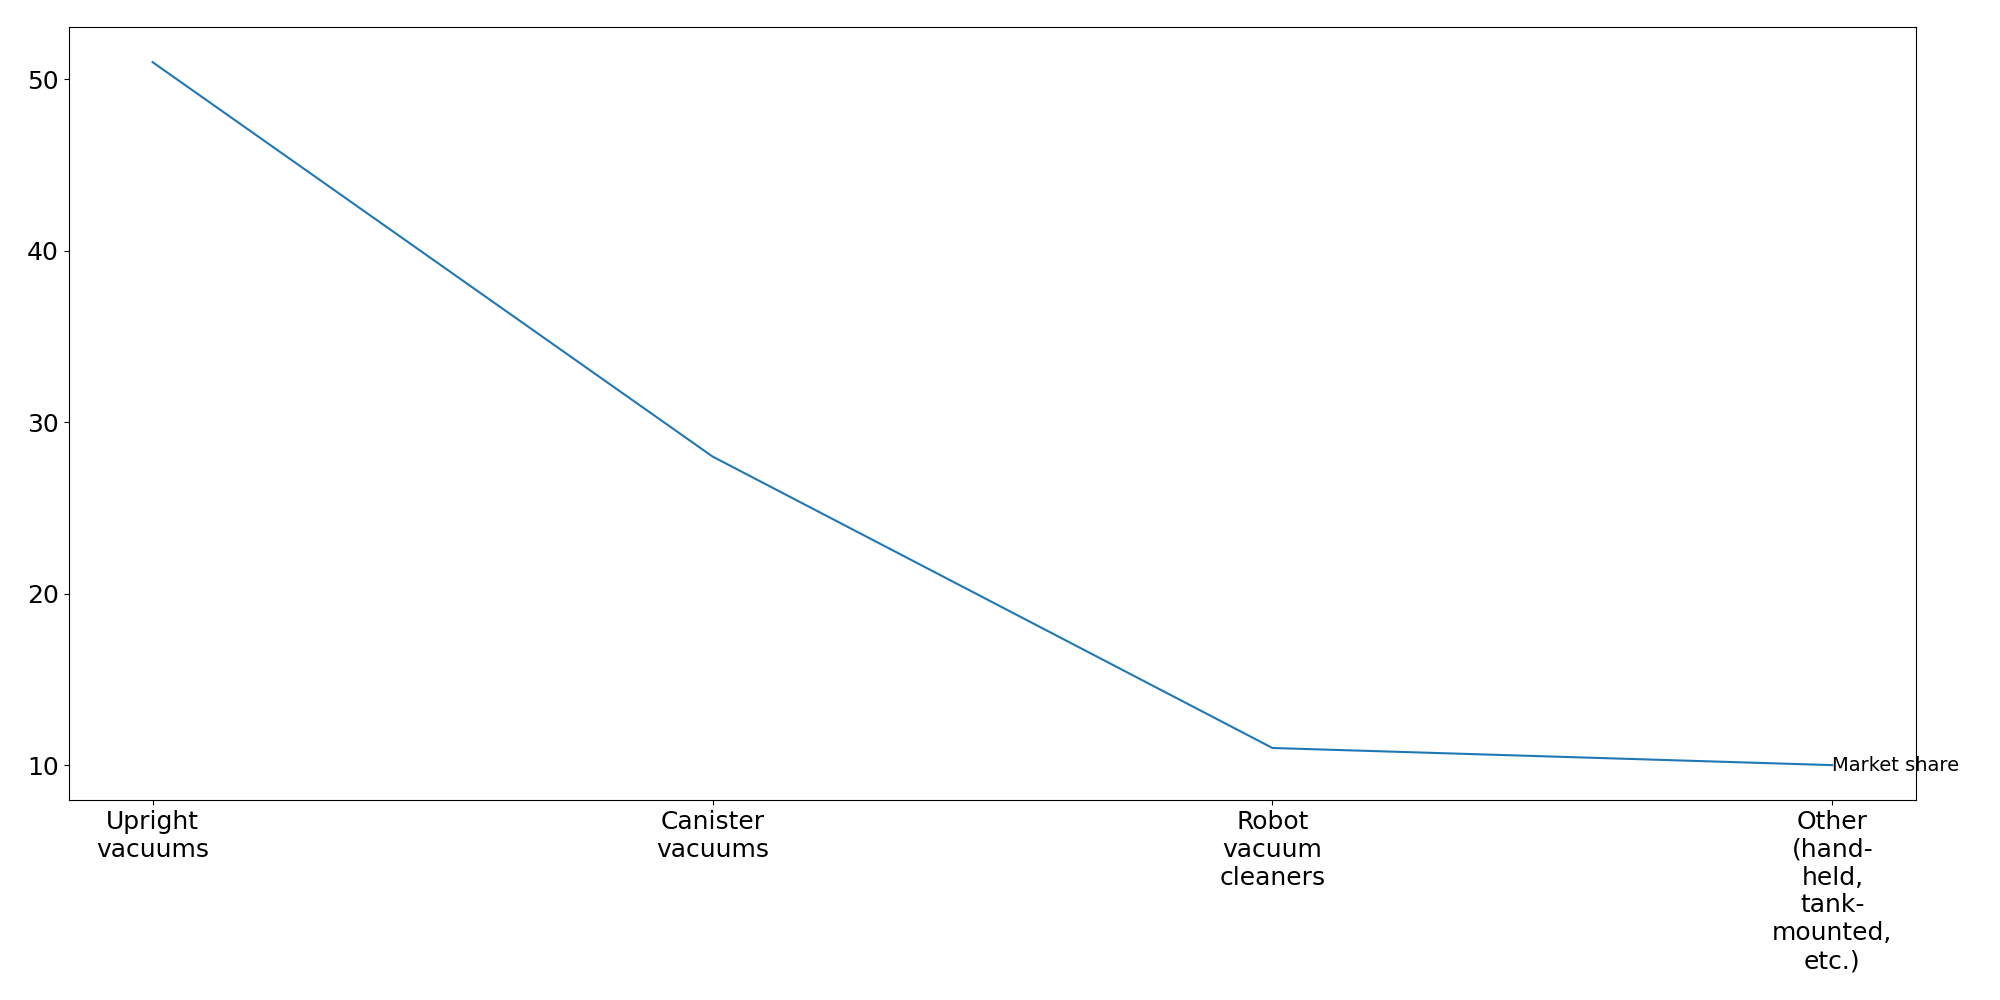 50
40
30
20
10
Market share
Upright
vacuums
Canister
vacuums
Robot
vacuum
cleaners
Other
(hand-
held,
tank-
mounted,
etc.)